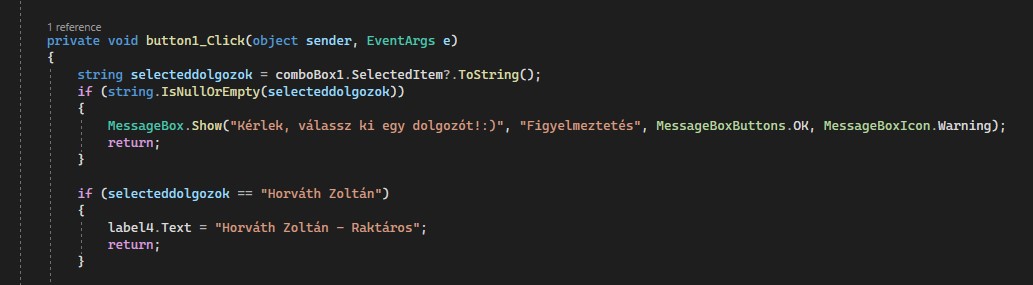 1 reference
private void button1_Click(object sender, EventArgs e)
{
string selecteddolgozok = comboBox1.SelectedItem?.ToString();
if (string.IsNullOrEmpty(selecteddolgozok))
{
MessageBox.Show("Kérlek, válassz ki egy dolgozót!:)", "Figyelmeztetés", MessageBoxButtons.OK, MessageBoxIcon.Warning);
return;
}
if (selecteddolgozok == "Horváth Zoltán")
{
label4.Text = "Horváth Zoltán - Raktáros";
return;
}